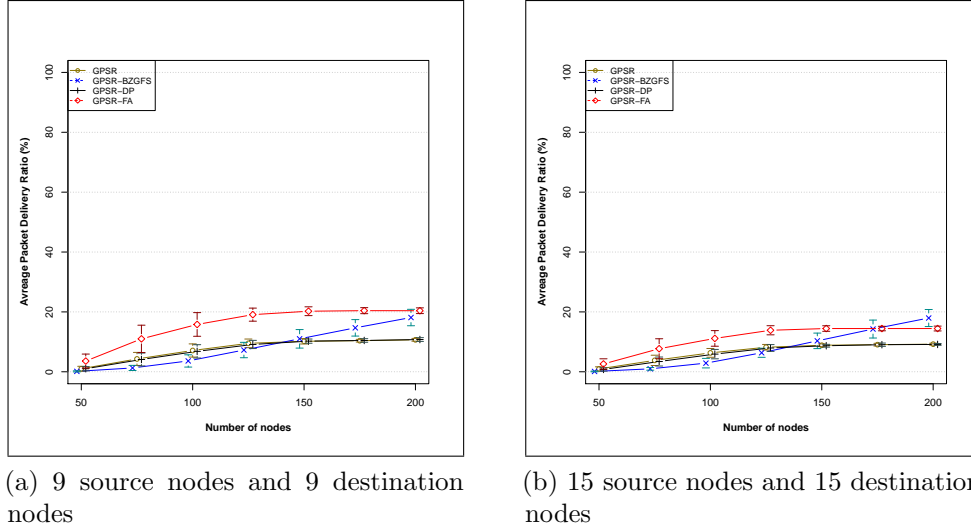 GPSR
GPSR−BZGFS
GPSR−DP
GPSR−FA
Avreage Packet Delivery Ratio (%)
0
20
40
60
80
100
50
100
150
200
Number of nodes
(a) 9 source nodes and 9 destination
nodes
GPSR
GPSR−BZGFS
GPSR−DP
GPSR−FA
Avreage Packet Delivery Ratio (%)
0
20
40
60
80
100
50
100
150
200
Number of nodes
(b) 15 source nodes and 15 destination
nodes